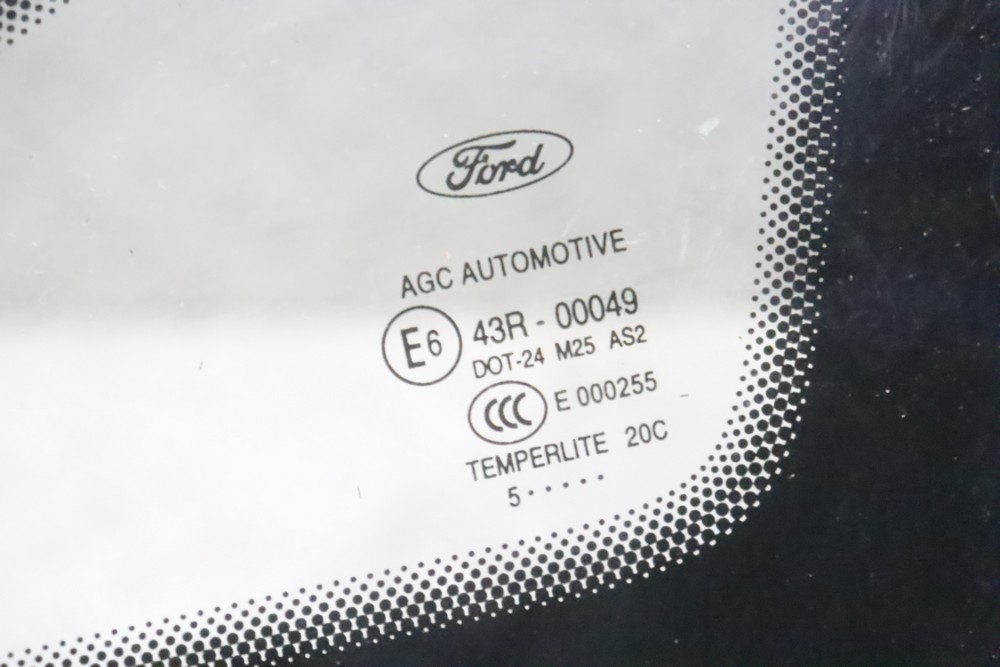 Ford
AGC AUTOMOTIVE
E6 43R - 00049
DOT-24 M25 AS2
CCC E 000255
TEMPERLITE 20C
5 · · · · ·